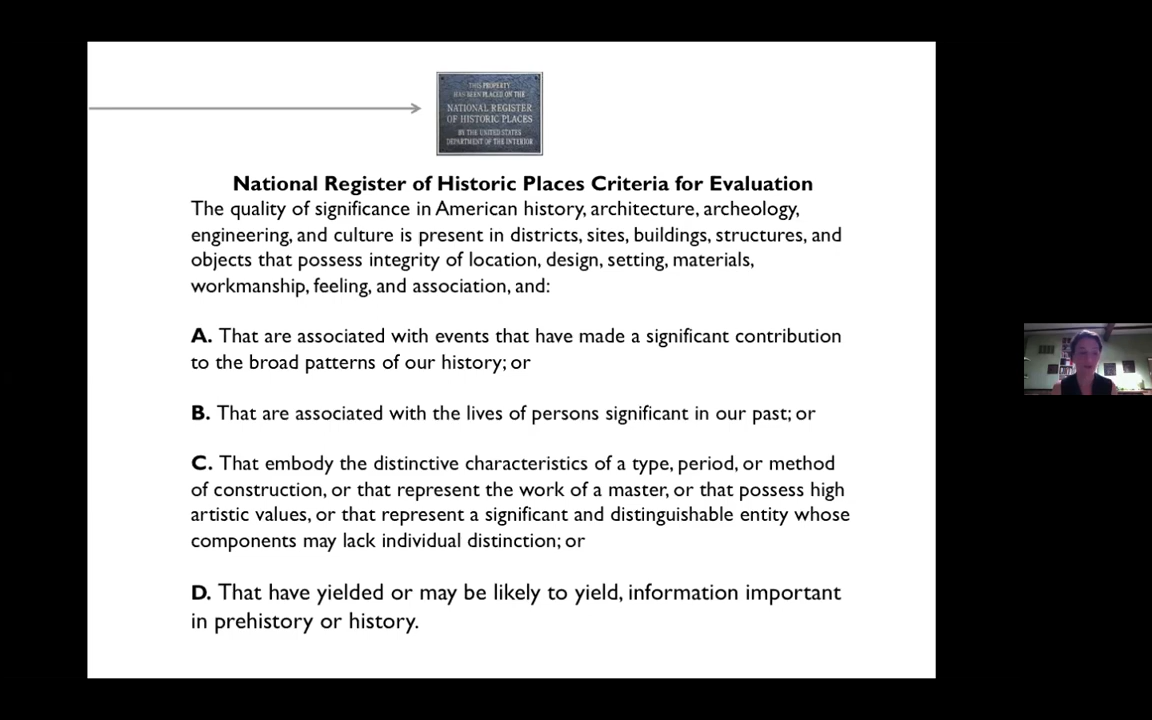 THIS PROPERTY
HAS BEEN PLACED ON THE
NATIONAL REGISTER
OF HISTORIC PLACES
BY THE UNITED STATES
DEPARTMENT OF THE INTERIOR
National Register of Historic Places Criteria for Evaluation
The quality of significance in American history, architecture, archeology,
engineering, and culture is present in districts, sites, buildings, structures, and
objects that possess integrity of location, design, setting, materials,
workmanship, feeling, and association, and:
A. That are associated with events that have made a significant contribution
to the broad patterns of our history; or
B. That are associated with the lives of persons significant in our past; or
C. That embody the distinctive characteristics of a type, period, or method
of construction, or that represent the work of a master, or that possess high
artistic values, or that represent a significant and distinguishable entity whose
components may lack individual distinction; or
D. That have yielded or may be likely to yield, information important
in prehistory or history.